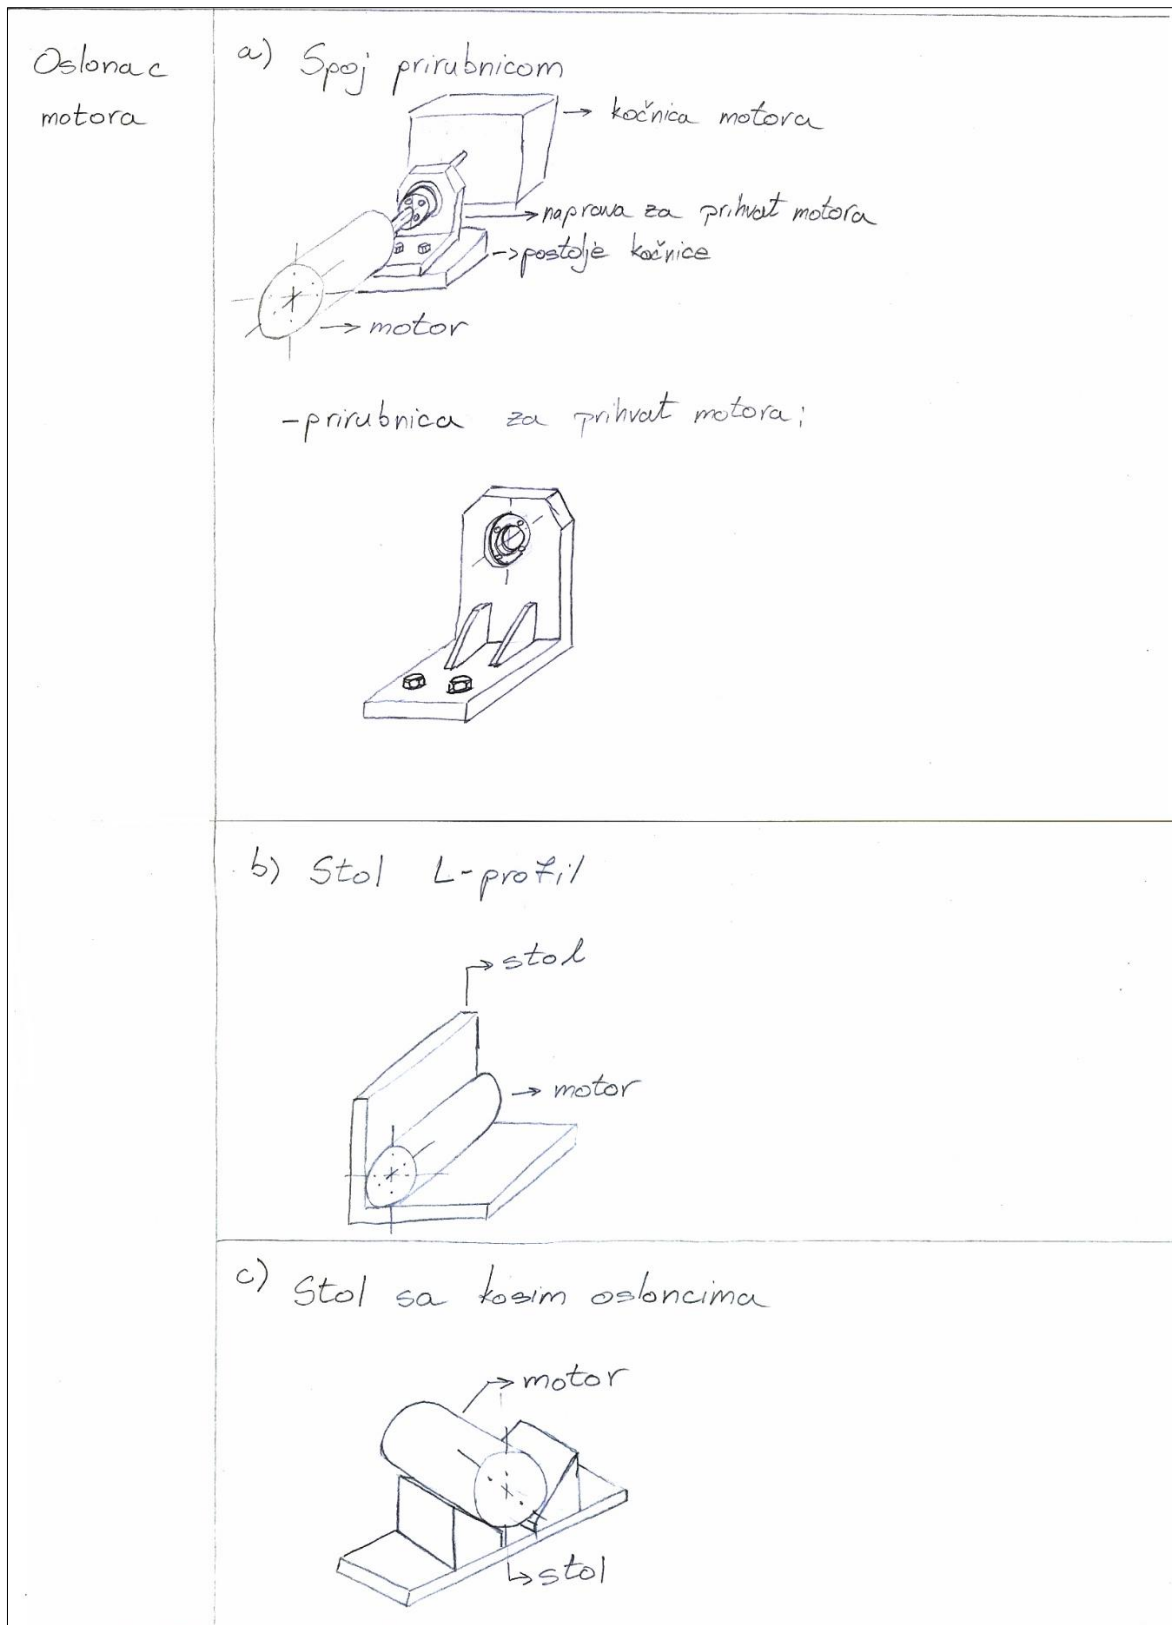 Oslonac
motora
a) Spoj prirubnicom
→ kočnica motora
→ naprava za prihvat motora
→ postolje kočnice
→ motor
- prirubnica za prihvat motora:
b) Stol L-profil
→ stol
→ motor
c) Stol sa kosim osloncima
→ motor
→ stol